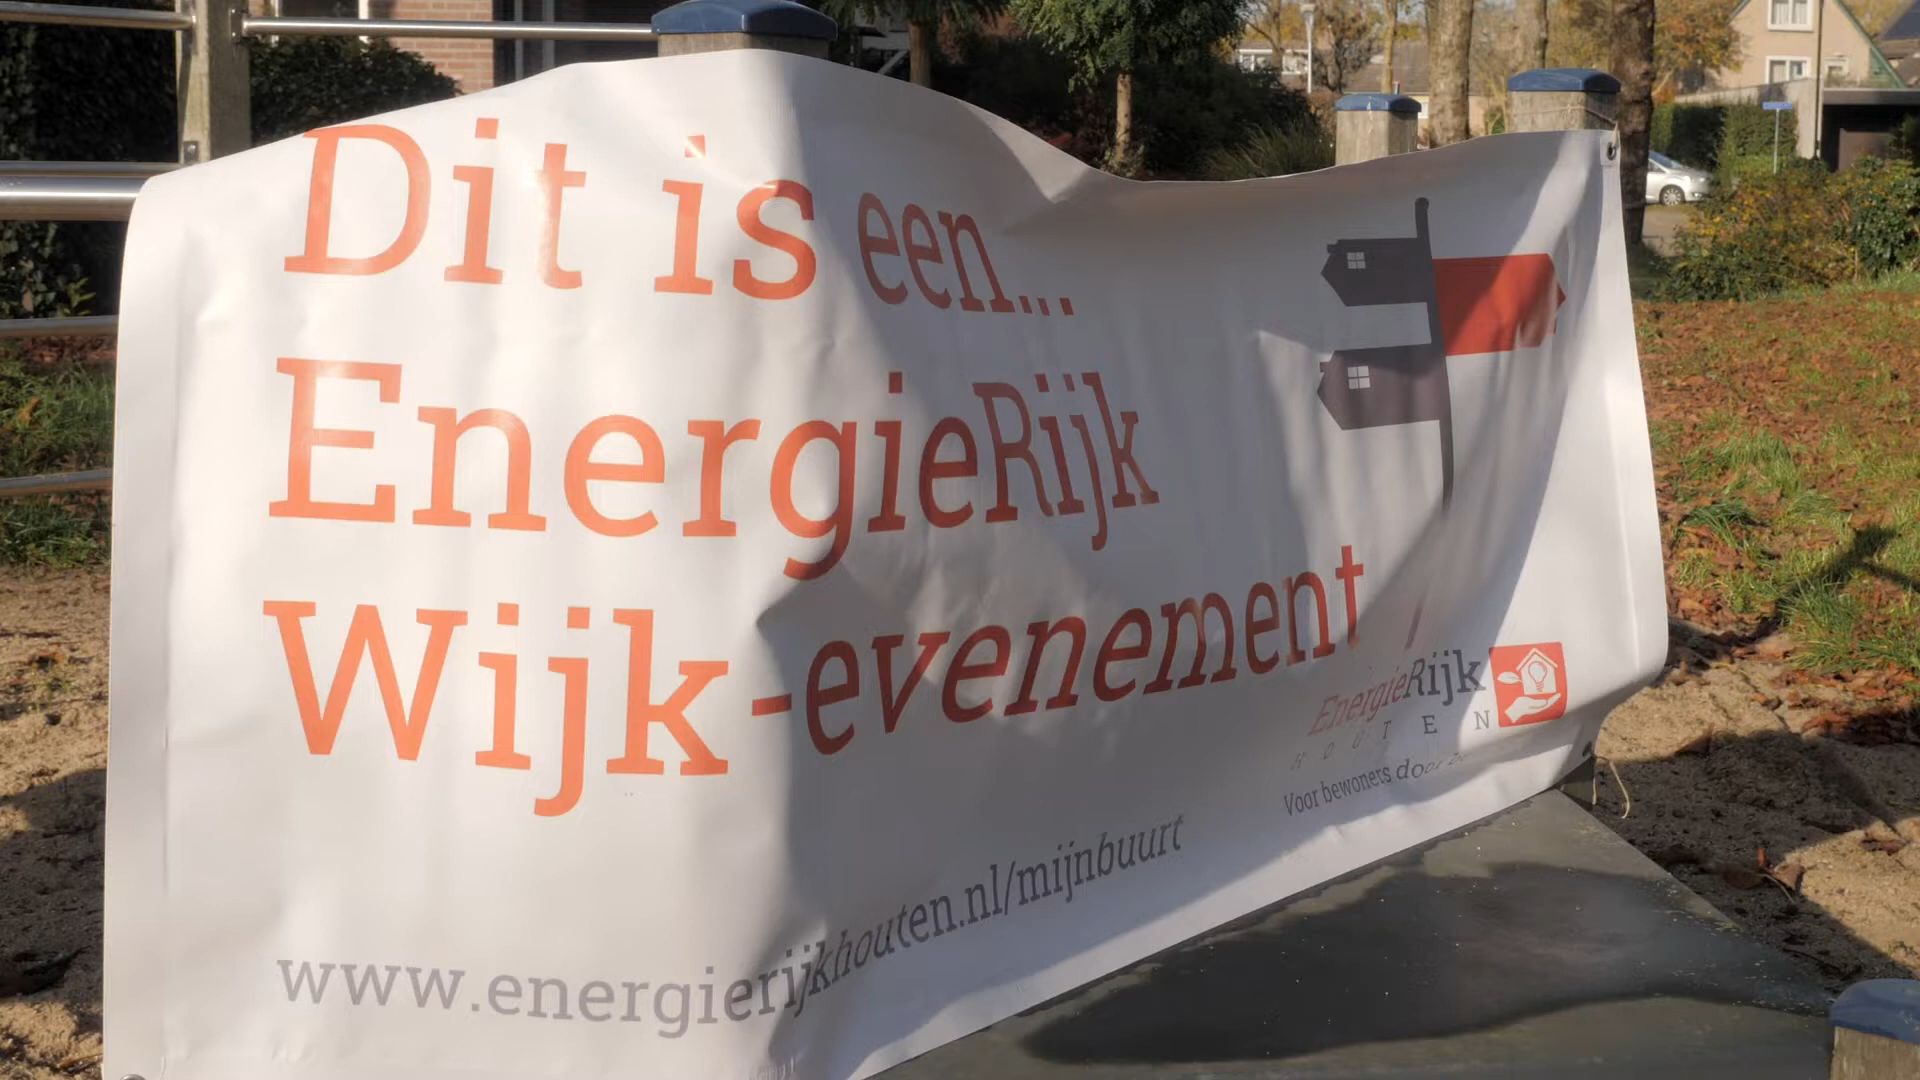 Dit is een...
EnergieRijk
Wijk-evenement
EnergieRijk
HOUTEN
Voor bewoners door
www.energierijkhouten.nl/mijnbuurt